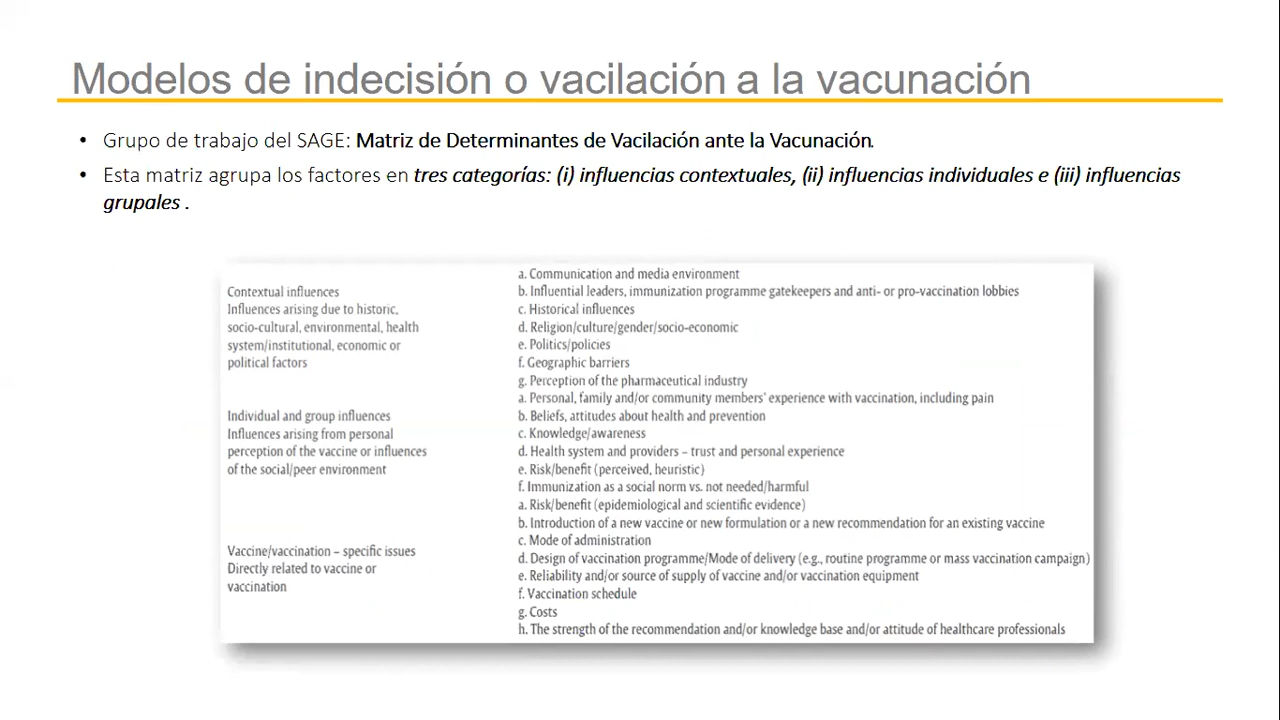 Modelos de indecisión o vacilación a la vacunación
• Grupo de trabajo del SAGE: Matriz de Determinantes de Vacilación ante la Vacunación.
• Esta matriz agrupa los factores en tres categorías: (i) influencias contextuales, (ii) influencias individuales e (iii) influencias
grupales .
Contextual influences
Influences arising due to historic,
socio-cultural, environmental, health
system/institutional, economic or
political factors
a. Communication and media environment
b. Influential leaders, immunization programme gatekeepers and anti- or pro-vaccination lobbies
c. Historical influences
d. Religion/culture/gender/socio-economic
e. Politics/policies
f. Geographic barriers
g. Perception of the pharmaceutical industry
Individual and group influences
Influences arising from personal
perception of the vaccine or influences
of the social/peer environment
a. Personal, family and/or community members' experience with vaccination, including pain
b. Beliefs, attitudes about health and prevention
c. Knowledge/awareness
d. Health system and providers – trust and personal experience
e. Risk/benefit (perceived, heuristic)
f. Immunization as a social norm vs. not needed/harmful
Vaccine/vaccination – specific issues
Directly related to vaccine or
vaccination
a. Risk/benefit (epidemiological and scientific evidence)
b. Introduction of a new vaccine or new formulation or a new recommendation for an existing vaccine
c. Mode of administration
d. Design of vaccination programme/Mode of delivery (e.g., routine programme or mass vaccination campaign)
e. Reliability and/or source of supply of vaccine and/or vaccination equipment
f. Vaccination schedule
g. Costs
h. The strength of the recommendation and/or knowledge base and/or attitude of healthcare professionals